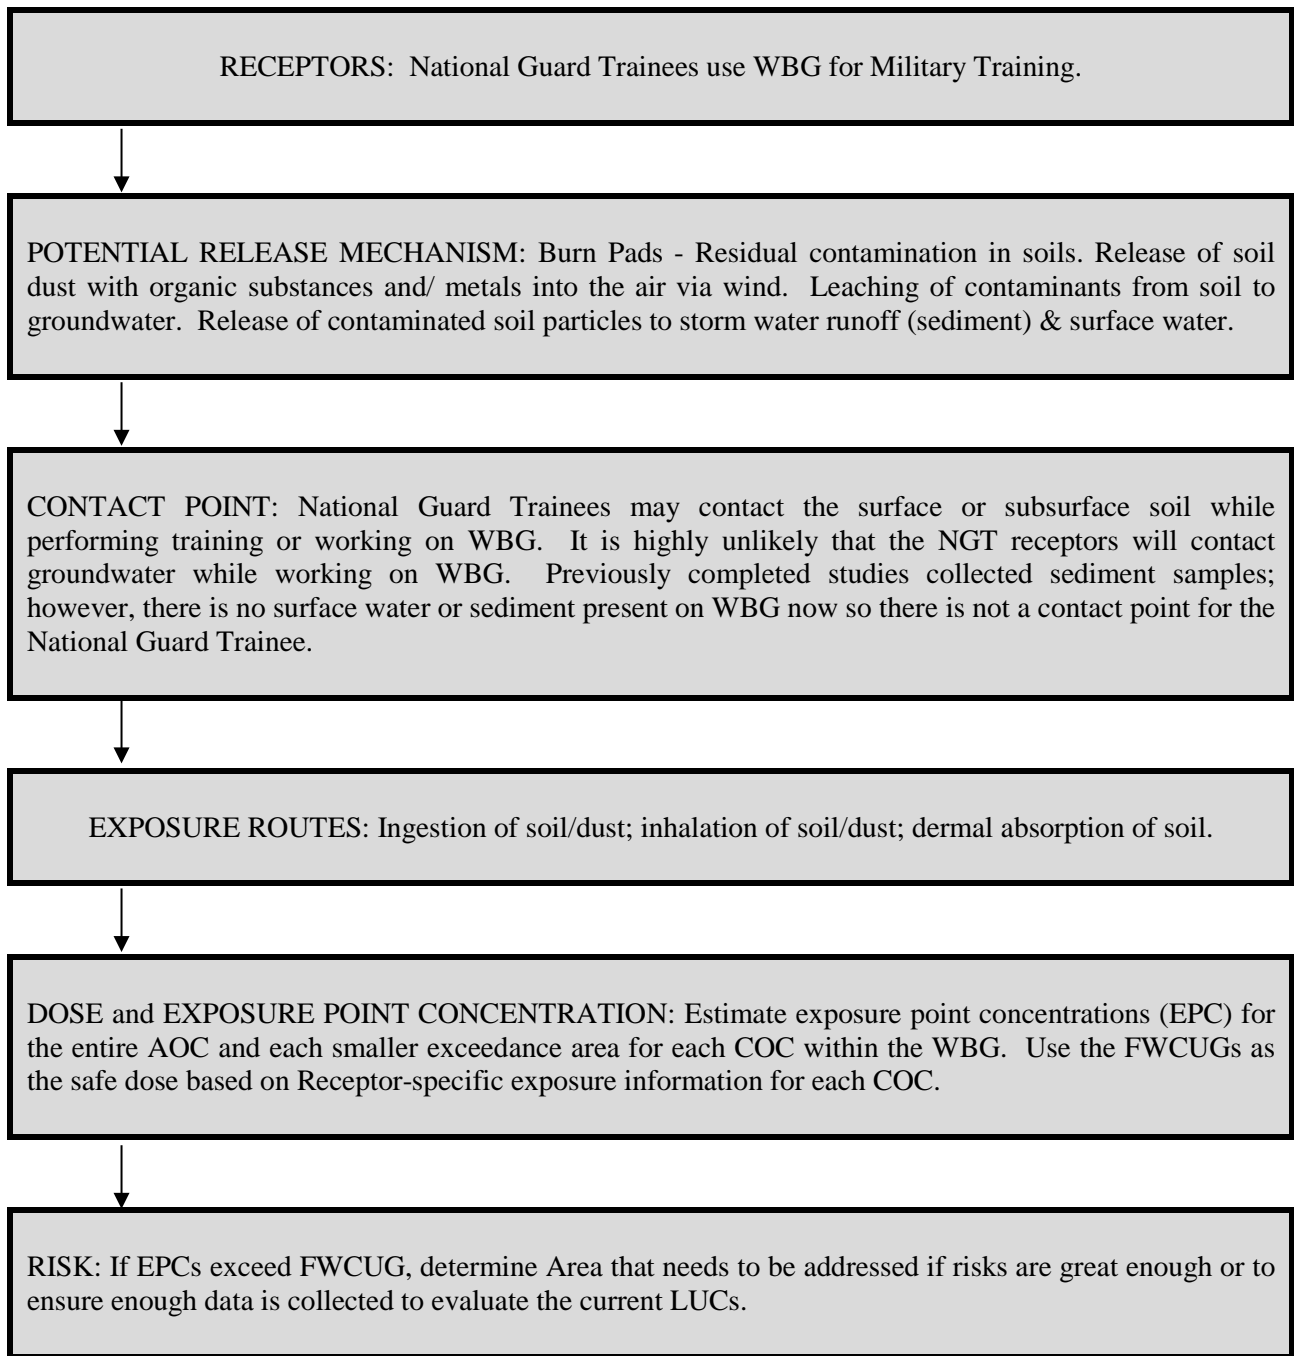 RECEPTORS: National Guard Trainees use WBG for Military Training.
POTENTIAL RELEASE MECHANISM: Burn Pads - Residual contamination in soils. Release of soil
dust with organic substances and/ metals into the air via wind. Leaching of contaminants from soil to
groundwater. Release of contaminated soil particles to storm water runoff (sediment) & surface water.
CONTACT POINT: National Guard Trainees may contact the surface or subsurface soil while
performing training or working on WBG. It is highly unlikely that the NGT receptors will contact
groundwater while working on WBG. Previously completed studies collected sediment samples;
however, there is no surface water or sediment present on WBG now so there is not a contact point for the
National Guard Trainee.
EXPOSURE ROUTES: Ingestion of soil/dust; inhalation of soil/dust; dermal absorption of soil.
DOSE and EXPOSURE POINT CONCENTRATION: Estimate exposure point concentrations (EPC) for
the entire AOC and each smaller exceedance area for each COC within the WBG. Use the FWCUGs as
the safe dose based on Receptor-specific exposure information for each COC.
RISK: If EPCs exceed FWCUG, determine Area that needs to be addressed if risks are great enough or to
ensure enough data is collected to evaluate the current LUCs.